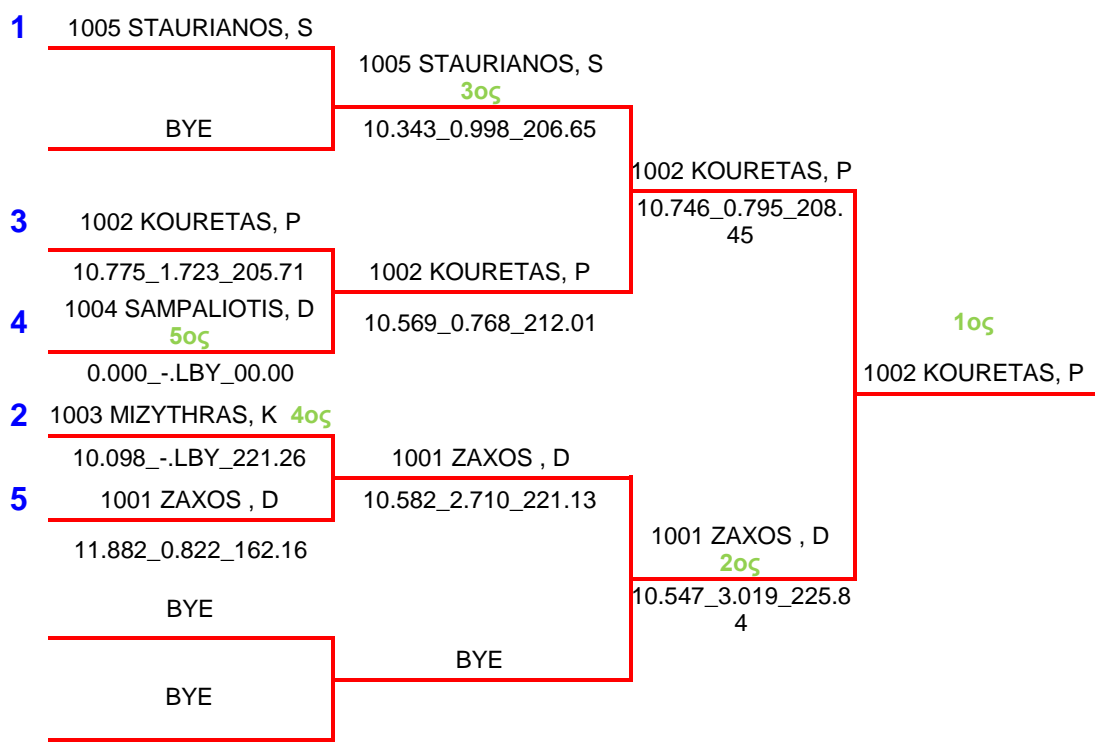 1 1005 STAURIANOS, S
BYE
3 1002 KOURETAS, P
10.775_1.723_205.71
4 1004 SAMPALIOTIS, D
5ος
0.000_-.LBY_00.00
2 1003 MIZYTHRAS, K 4ος
10.098_-.LBY_221.26
5 1001 ZAXOS , D
11.882_0.822_162.16
BYE
BYE
1005 STAURIANOS, S
3ος
10.343_0.998_206.65
1002 KOURETAS, P
10.569_0.768_212.01
1001 ZAXOS , D
10.582_2.710_221.13
BYE
1002 KOURETAS, P
10.746_0.795_208.
45
1001 ZAXOS , D
2ος
10.547_3.019_225.8
4
1ος
1002 KOURETAS, P